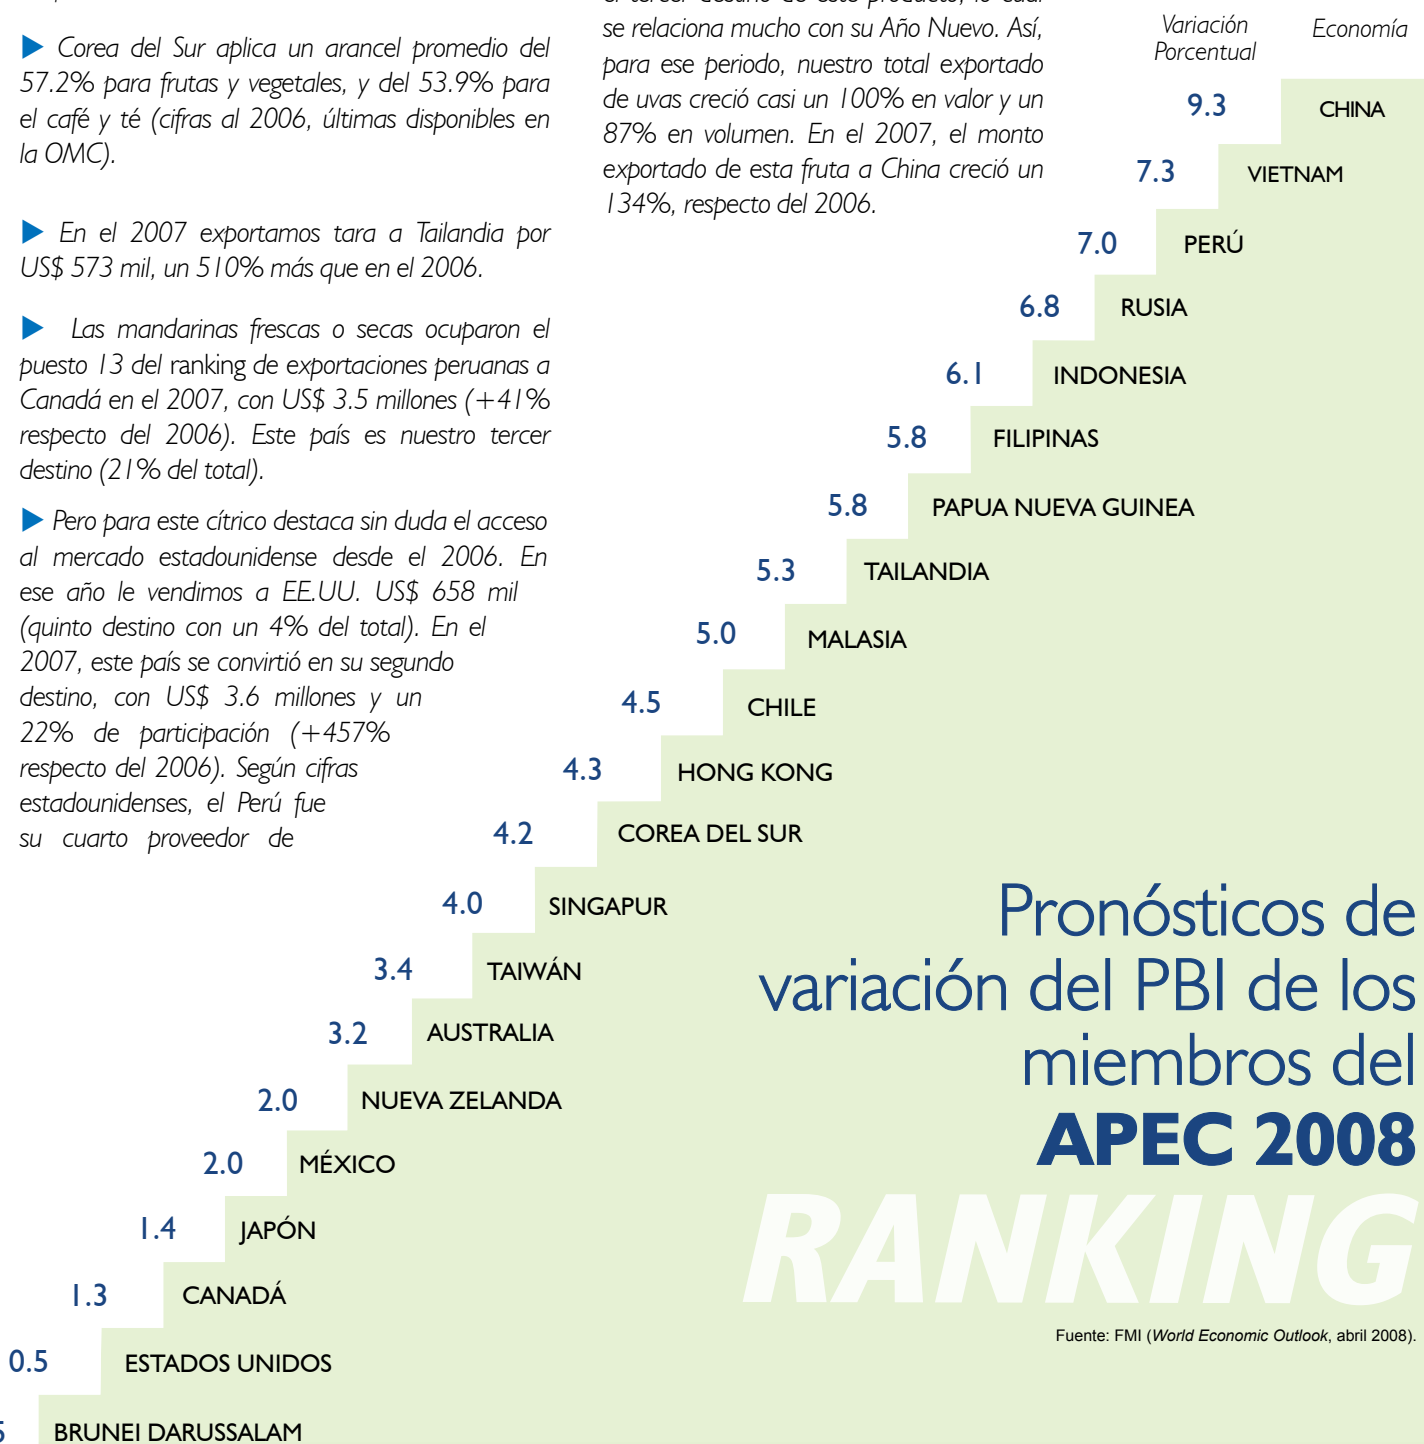 Corea del Sur aplica un arancel promedio del
57.2% para frutas y vegetales, y del 53.9% para
el café y té (cifras al 2006, últimas disponibles en
la OMC).
En el 2007 exportamos tara a Tailandia por
US$ 573 mil, un 510% más que en el 2006.
Las mandarinas frescas o secas ocuparon el
puesto 13 del ranking de exportaciones peruanas a
Canadá en el 2007, con US$ 3.5 millones (+41%
respecto del 2006). Este país es nuestro tercer
destino (21% del total).
Pero para este cítrico destaca sin duda el acceso
al mercado estadounidense desde el 2006. En
ese año le vendimos a EE.UU. US$ 658 mil
(quinto destino con un 4% del total). En el
2007, este país se convirtió en su segundo
destino, con US$ 3.6 millones y un
22% de participación (+457%
respecto del 2006). Según cifras
estadounidenses, el Perú fue
su cuarto proveedor de
el tercer destino de este producto, lo cual
se relaciona mucho con su Año Nuevo. Así,
para ese periodo, nuestro total exportado
de uvas creció casi un 100% en valor y un
87% en volumen. En el 2007, el monto
exportado de esta fruta a China creció un
134%, respecto del 2006.
Variación
Porcentual
Economía
9.3 CHINA
7.3 VIETNAM
7.0 PERÚ
6.8 RUSIA
6.1 INDONESIA
5.8 FILIPINAS
5.8 PAPUA NUEVA GUINEA
5.3 TAILANDIA
5.0 MALASIA
4.5 CHILE
4.3 HONG KONG
4.2 COREA DEL SUR
4.0 SINGAPUR
3.4 TAIWÁN
3.2 AUSTRALIA
2.0 NUEVA ZELANDA
2.0 MÉXICO
1.4 JAPÓN
1.3 CANADÁ
0.5 ESTADOS UNIDOS
BRUNEI DARUSSALAM
Pronósticos de
variación del PBI de los
miembros del
APEC 2008
RANKING
Fuente: FMI (World Economic Outlook, abril 2008).